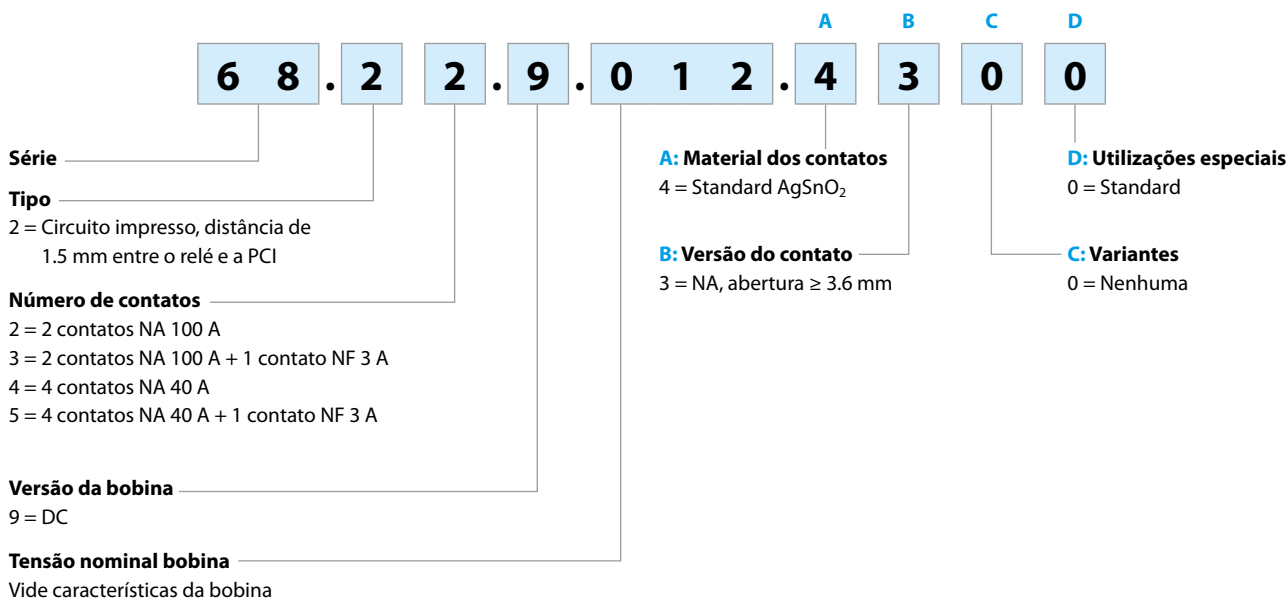 A B C D
6 8 . 2 2 . 9 . 0 1 2 . 4 3 0 0
Série
Tipo
2 = Circuito impresso, distância de
1.5 mm entre o relé e a PCI
Número de contatos
2 = 2 contatos NA 100 A
3 = 2 contatos NA 100 A + 1 contato NF 3 A
4 = 4 contatos NA 40 A
5 = 4 contatos NA 40 A + 1 contato NF 3 A
Versão da bobina
9 = DC
Tensão nominal bobina
Vide características da bobina
A: Material dos contatos
4 = Standard AgSnO₂
B: Versão do contato
3 = NA, abertura ≥ 3.6 mm
D: Utilizações especiais
0 = Standard
C: Variantes
0 = Nenhuma